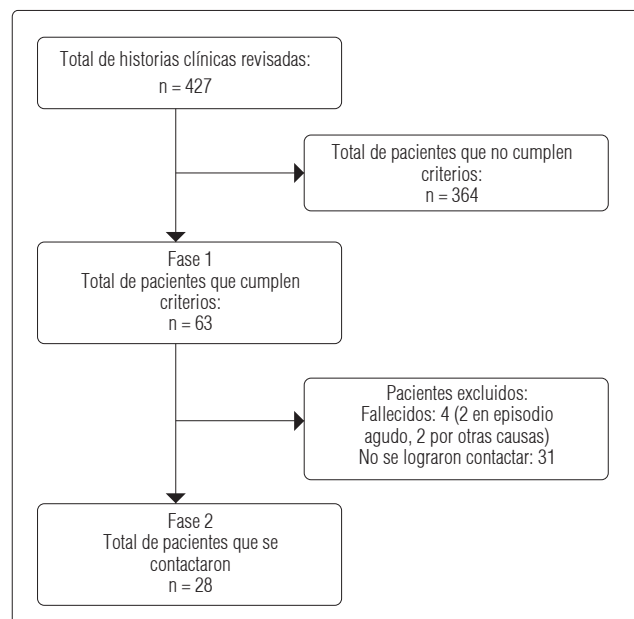 Total de historias clínicas revisadas:
n = 427
Total de pacientes que no cumplen
criterios:
n = 364
Fase 1
Total de pacientes que cumplen
criterios:
n = 63
Pacientes excluidos:
Fallecidos: 4 (2 en episodio
agudo, 2 por otras causas)
No se lograron contactar: 31
Fase 2
Total de pacientes que se
contactaron
n = 28